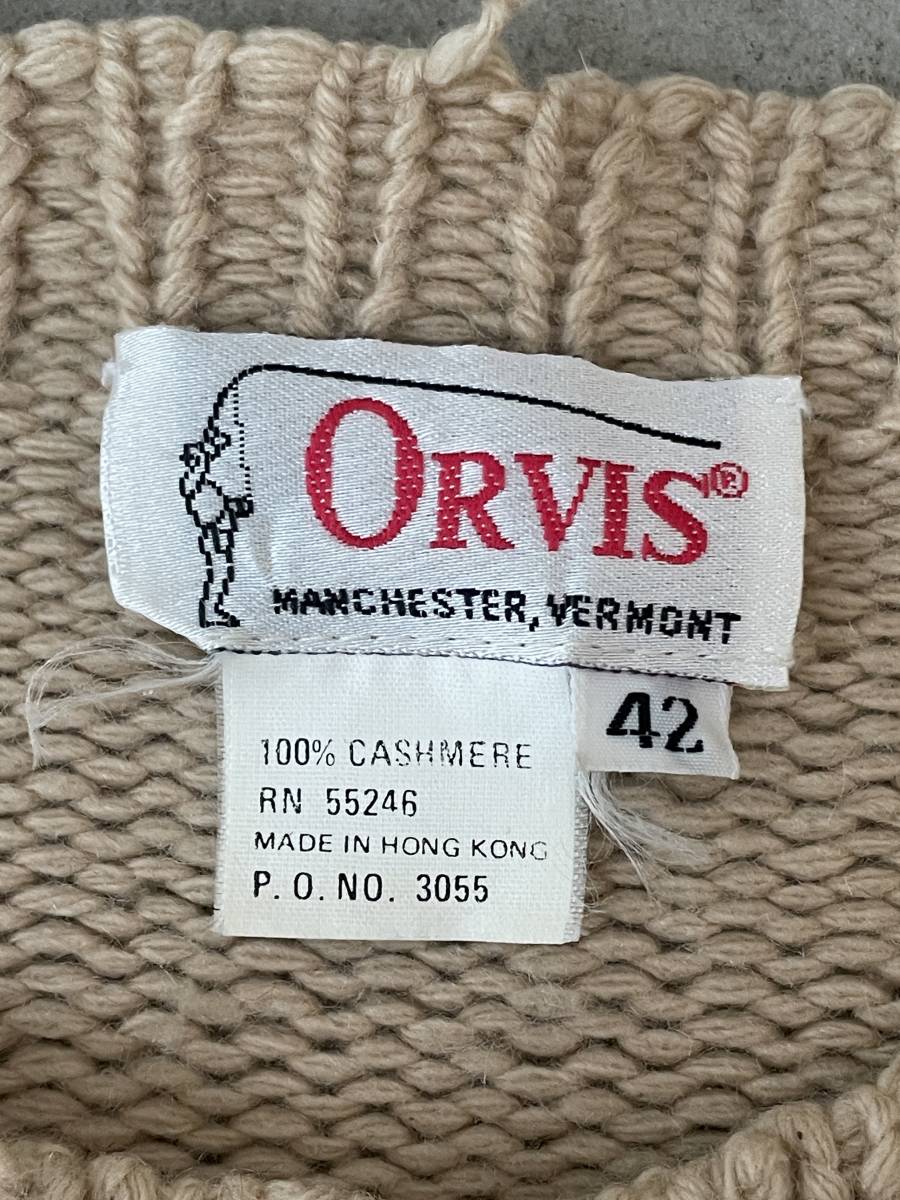 ORVIS®
MANCHESTER, VERMONT
42
100% CASHMERE
RN 55246
MADE IN HONG KONG
P.O. NO. 3055